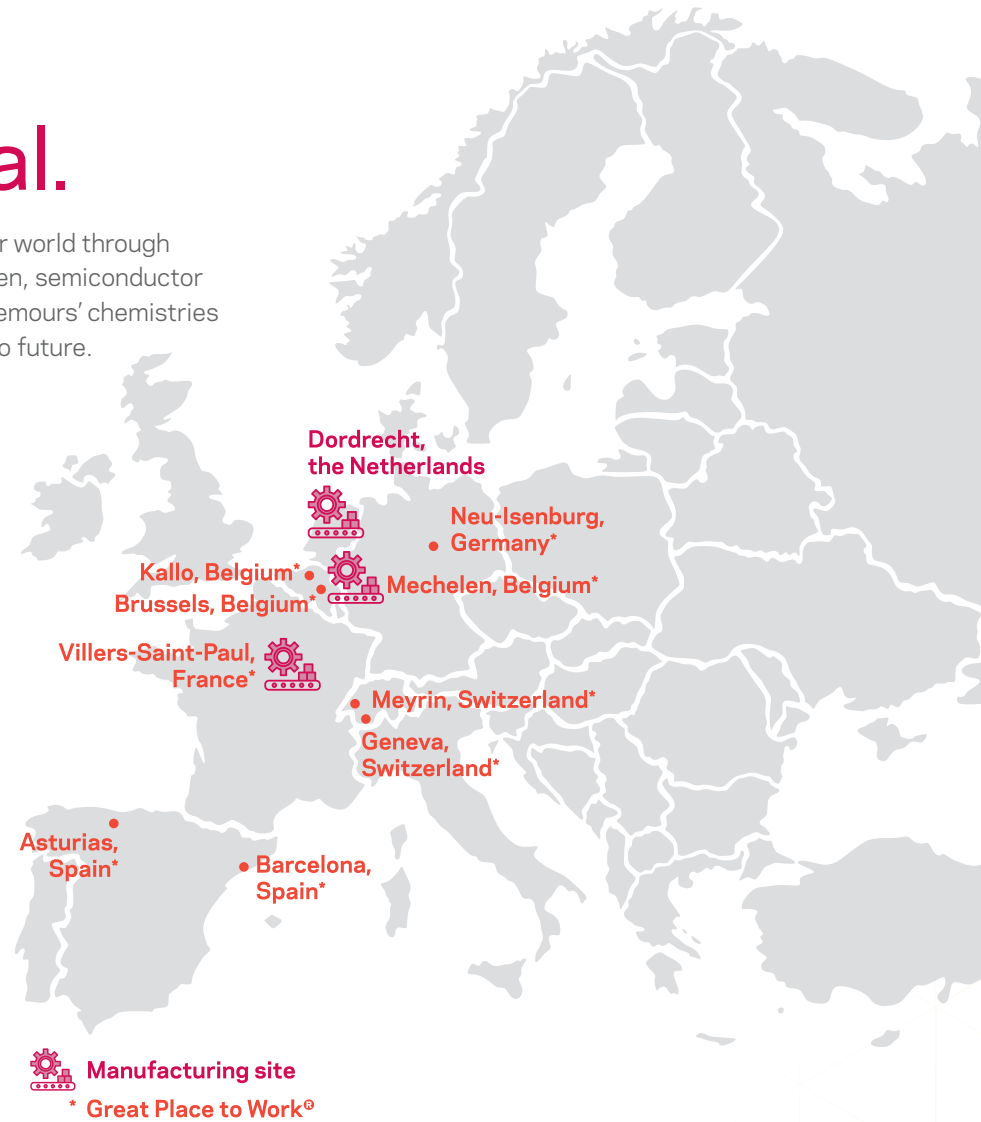 al.
r world through
en, semiconductor
emours’ chemistries
o future.
Dordrecht,
the Netherlands
Neu-Isenburg,
Germany*
Kallo, Belgium*
Mechelen, Belgium*
Brussels, Belgium*
Villers-Saint-Paul,
France*
Meyrin, Switzerland*
Geneva,
Switzerland*
Asturias,
Spain*
Barcelona,
Spain*
Manufacturing site
* Great Place to Work®